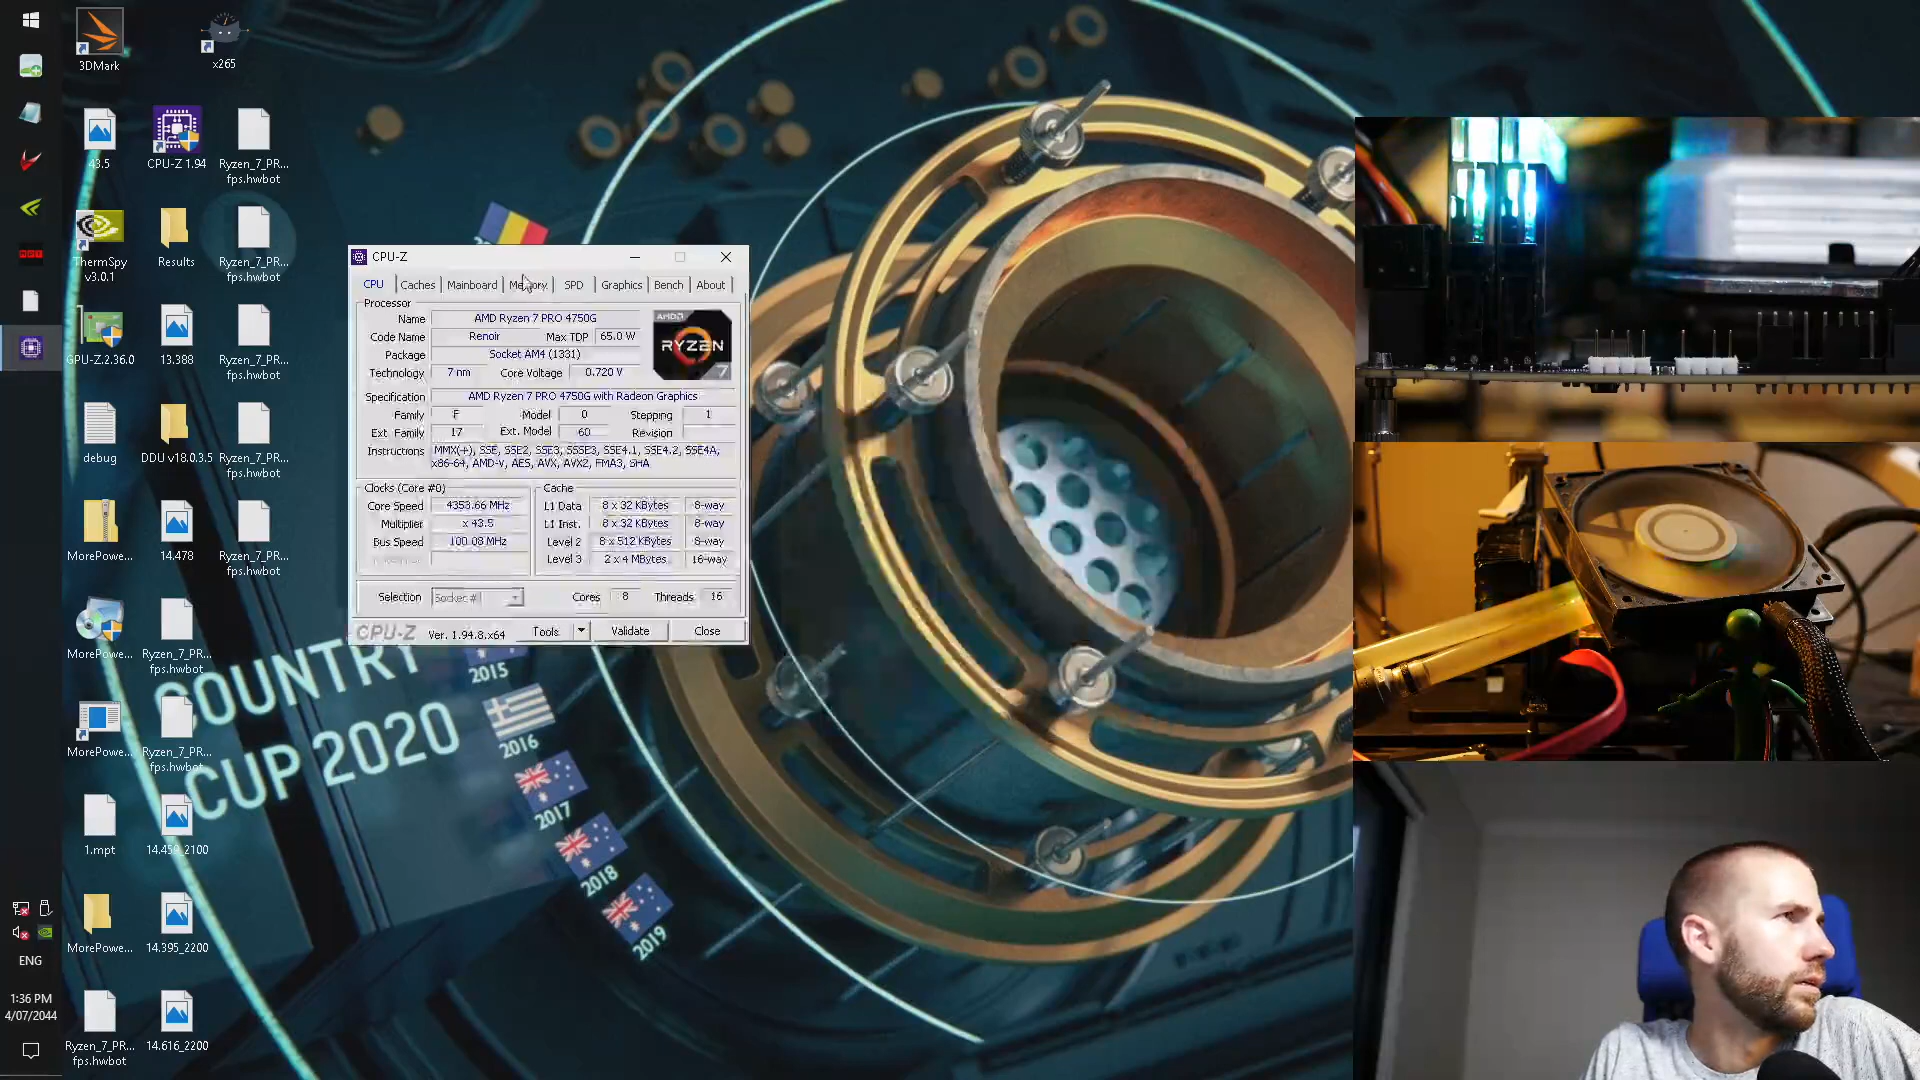 3DMark
x265
43.5
CPU-Z 1.94
Ryzen_7_PR...
fps.hwbot
ThermSpy
v3.0.1
Results
Ryzen_7_PR...
fps.hwbot
GPU-Z.2.36.0
13.388
Ryzen_7_PR...
fps.hwbot
debug
DDU v18.0.3.5
Ryzen_7_PR...
fps.hwbot
MorePowe...
14.478
Ryzen_7_PR...
fps.hwbot
MorePowe...
Ryzen_7_PR...
fps.hwbot
MorePowe...
Ryzen_7_PR...
fps.hwbot
1.mpt
14.459_2100
MorePowe...
14.395_2200
Ryzen_7_PR...
fps.hwbot
14.616_2200
ENG
1:36 PM
4/07/2044
CPU-Z
CPU Caches Mainboard Memory SPD Graphics Bench About
Processor
Name AMD Ryzen 7 PRO 4750G
Code Name Renoir Max TDP 65.0 W
Package Socket AM4 (1331)
Technology 7 nm Core Voltage 0.720 V
AMD
RYZEN
7
Specification AMD Ryzen 7 PRO 4750G with Radeon Graphics
Family F Model 0 Stepping 1
Ext. Family 17 Ext. Model 60 Revision
Instructions MMX(+), SSE, SSE2, SSE3, SSSE3, SSE4.1, SSE4.2, SSE4A,
x86-64, AMD-V, AES, AVX, AVX2, FMA3, SHA
Clocks (Core #0)
Core Speed 4353.66 MHz
Multiplier x 43.5
Bus Speed 100.08 MHz
Cache
L1 Data 8 x 32 KBytes 8-way
L1 Inst. 8 x 32 KBytes 8-way
Level 2 8 x 512 KBytes 8-way
Level 3 2 x 4 MBytes 16-way
Selection Socket # Cores 8 Threads 16
CPU-Z Ver. 1.94.8.x64 Tools Validate Close
COUNTRY
CUP 2020
2015
2016
2017
2018
2019